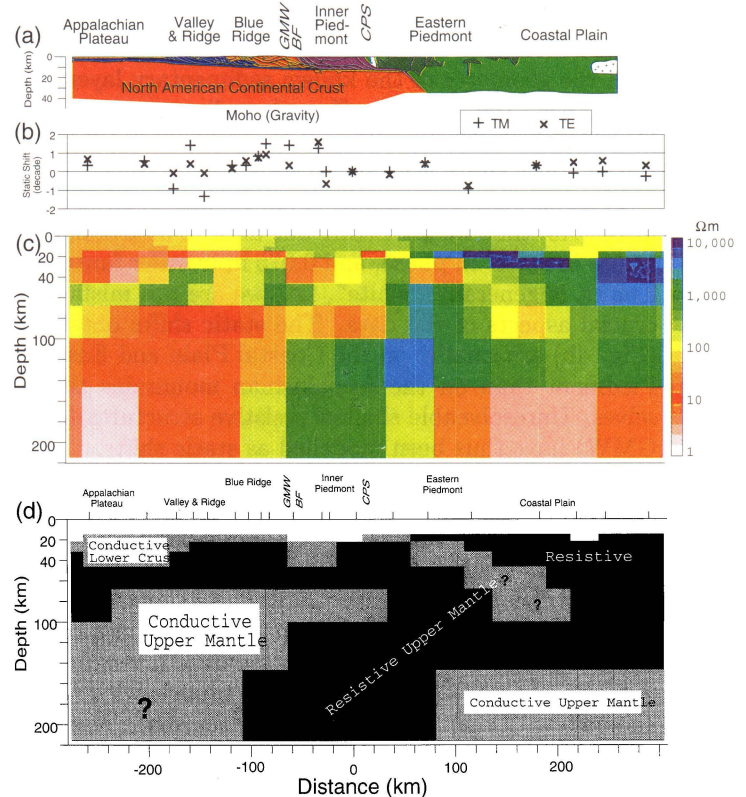 (a)
Appalachian
Plateau
Valley
& Ridge
Blue
Ridge
GMW
BF
Inner
Pied-
mont
CPS
Eastern
Piedmont
Coastal Plain
Depth (km)
0
20
40
North American Continental Crust
Moho (Gravity)
+ TM × TE
(b)
Static Shift
(decade)
2
1
0
-1
-2
(c)
Depth (km)
0
20
40
100
200
Ωm
10,000
1,000
100
10
1
Appalachian
Plateau
Valley & Ridge
Blue Ridge
GMW
BF
Inner
Piedmont
CPS
Eastern
Piedmont
Coastal Plain
(d)
Depth (km)
0
20
40
100
200
Conductive
Lower Crus
Resistive
?
?
Conductive
Upper Mantle
Resistive Upper Mantle
?
Conductive Upper Mantle
-200 -100 0 100 200
Distance (km)